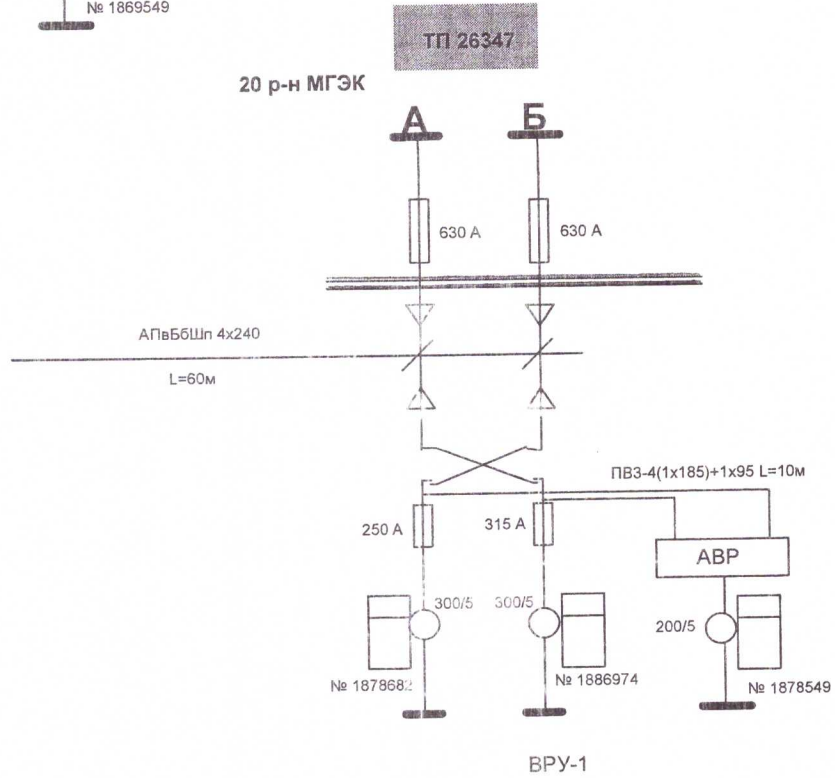 № 1869549
ТП 26347
20 р-н МГЭК
А Б
630 А 630 А
АПвБбШп 4х240
L=60м
ПВ3-4(1х185)+1х95 L=10м
250 А 315 А
АВР
300/5 300/5 200/5
№ 1878682 № 1886974 № 1878549
ВРУ-1